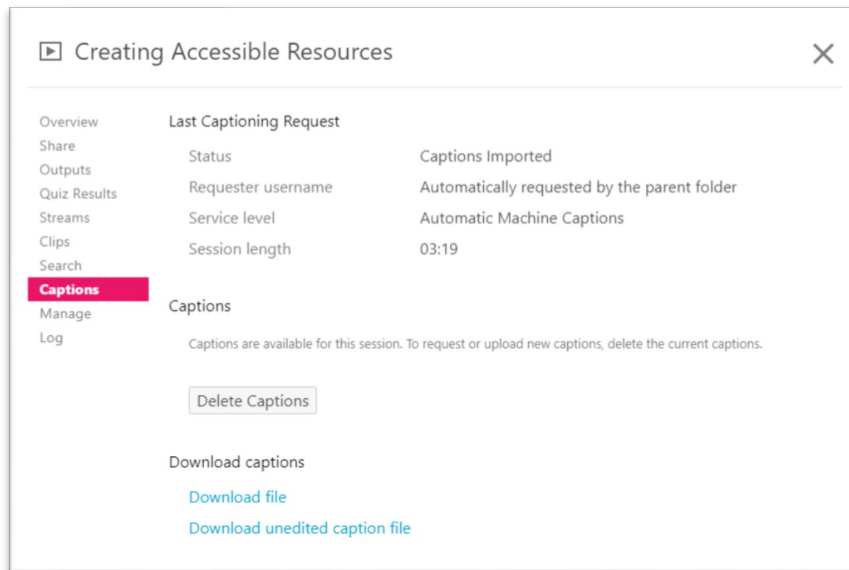 Creating Accessible Resources
Overview
Share
Outputs
Quiz Results
Streams
Clips
Search
Captions
Manage
Log
Last Captioning Request
Status Captions Imported
Requester username Automatically requested by the parent folder
Service level Automatic Machine Captions
Session length 03:19
Captions
Captions are available for this session. To request or upload new captions, delete the current captions.
Delete Captions
Download captions
Download file
Download unedited caption file